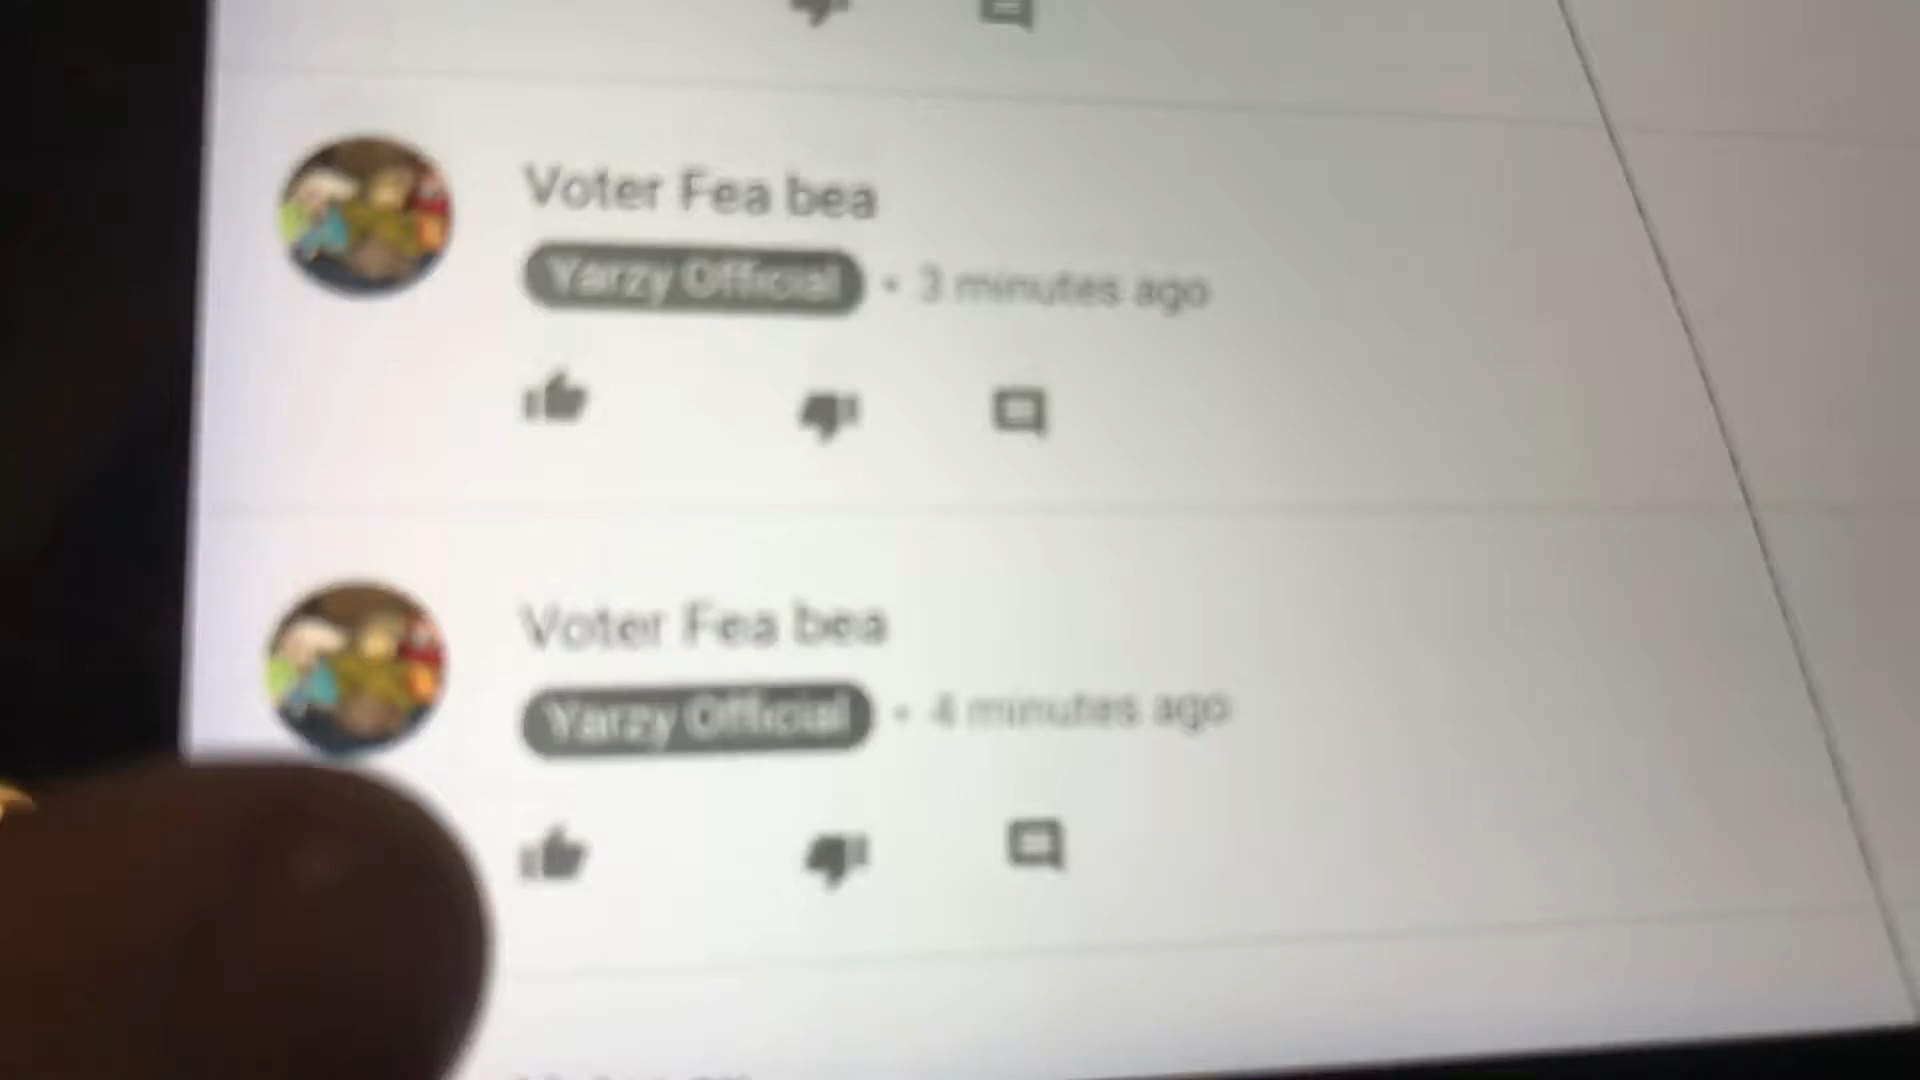 Voter Fea bea
Yarzy Official • 3 minutes ago
Voter Fea bea
Yarzy Official • 4 minutes ago